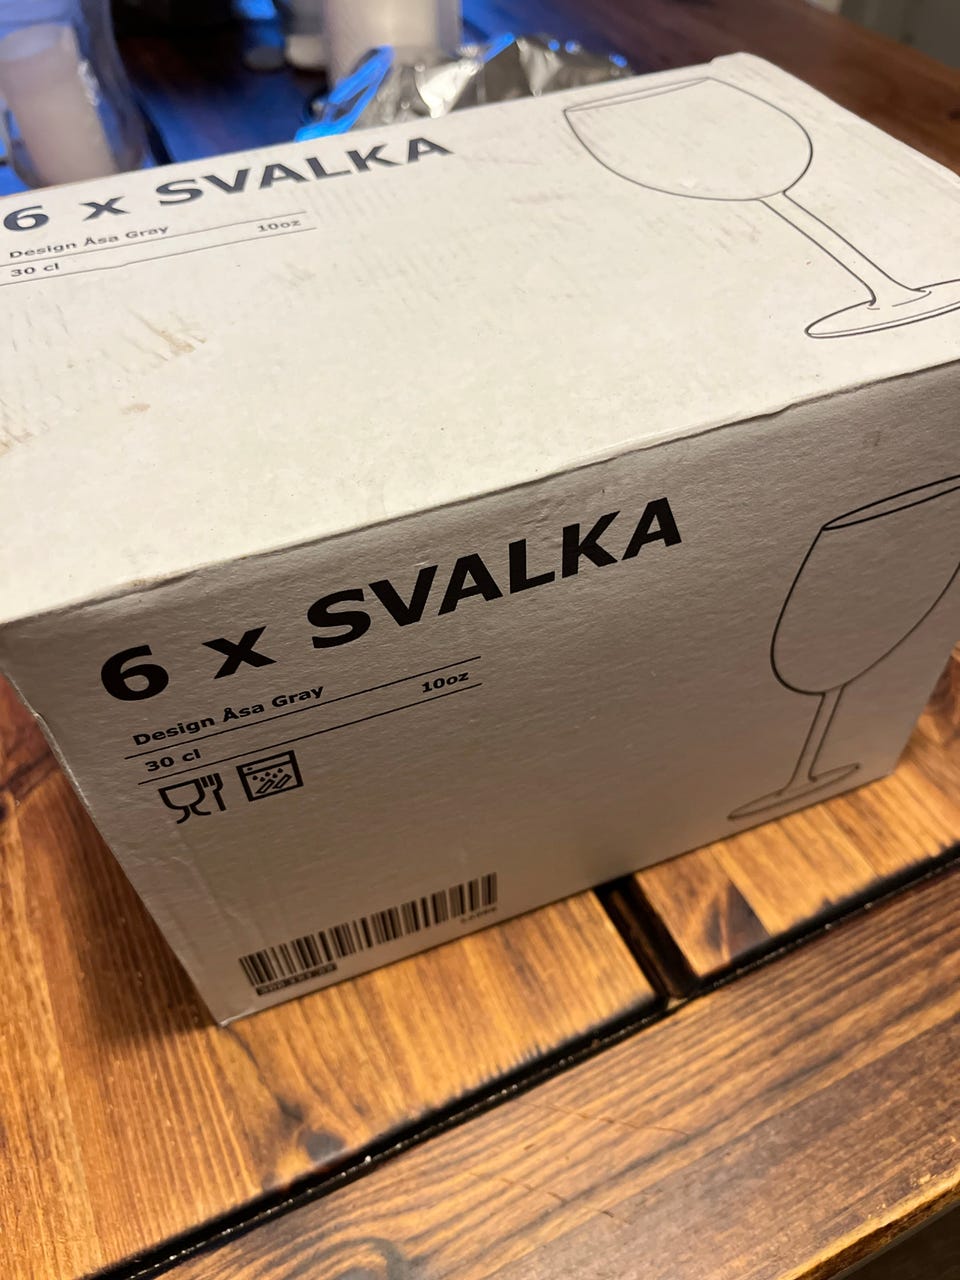 6 x SVALKA
Design Åsa Gray 10oz
30 cl
6 x SVALKA
Design Åsa Gray 10oz
30 cl